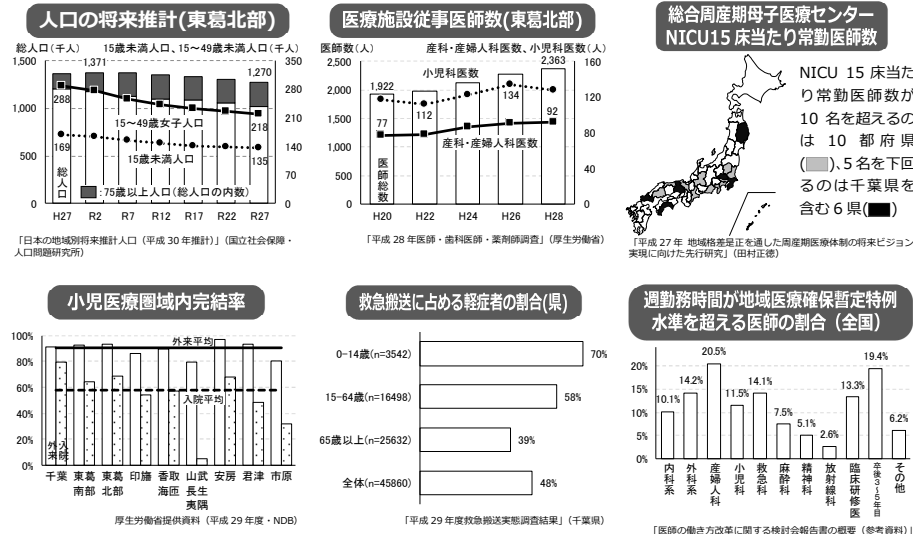 人口の将来推計(東葛北部)
総人口(千人)
15歳未満人口、15～49歳未満人口(千人)
1,500
1,000
500
0
350
280
210
140
70
0
1,371
1,270
288
218
15～49歳女子人口
169
135
15歳未満人口
総人口
:75歳以上人口(総人口の内数)
H27 R2 R7 R12 R17 R22 R27
「日本の地域別将来推計人口(平成30年推計)」(国立社会保障・
人口問題研究所)
医療施設従事医師数(東葛北部)
医師数(人)
産科・産婦人科医数、小児科医数(人)
2,500
2,000
1,500
1,000
500
0
160
120
80
40
0
1,922
2,363
小児科医数
112
134
77
92
産科・産婦人科医数
医師総数
H20 H22 H24 H26 H28
「平成28年医師・歯科医師・薬剤師調査」(厚生労働省)
総合周産期母子医療センター
NICU15床当たり常勤医師数
NICU 15 床当た
り常勤医師数が
10 名を超えるの
は 10 都府県
(　)、5名を下回
るのは千葉県を
含む6県(　)
「平成27年 地域格差是正を通した周産期医療体制の将来ビジョン
実現に向けた先行研究」(田村正徳)
小児医療圏域内完結率
100%
80%
60%
40%
20%
0%
外来平均
入院平均
外来
入院
千葉 東葛南部 東葛北部 印旛 香取海匝 山武長生夷隅 安房 君津 市原
厚生労働省提供資料(平成29年度・NDB)
救急搬送に占める軽症者の割合(県)
0-14歳(n=3542) 70%
15-64歳(n=16498) 58%
65歳以上(n=25632) 39%
全体(n=45860) 48%
「平成29年度救急搬送実態調査結果」(千葉県)
週勤務時間が地域医療確保暫定特例
水準を超える医師の割合(全国)
20%
15%
10%
5%
0%
10.1% 14.2% 20.5% 11.5% 14.1% 7.5% 5.1% 2.6% 13.3% 19.4% 6.2%
内科系 外科系 産婦人科 小児科 救急科 麻酔科 精神科 放射線科 臨床研修医 卒後3～5年目 その他
「医師の働き方改革に関する検討会報告書の概要(参考資料)」